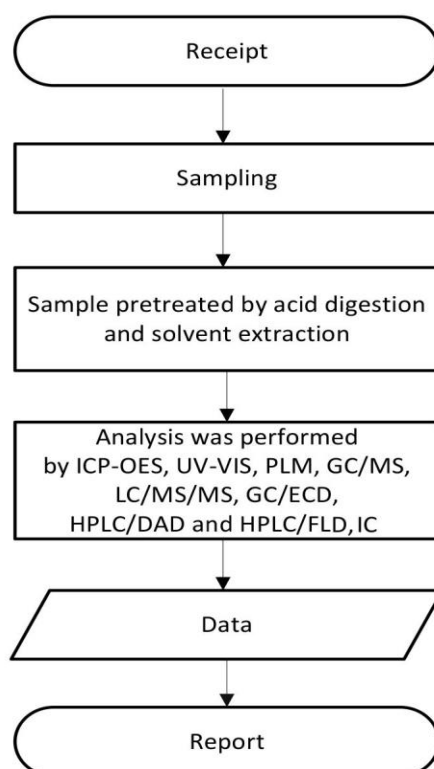 Receipt
Sampling
Sample pretreated by acid digestion
and solvent extraction
Analysis was performed
by ICP-OES, UV-VIS, PLM, GC/MS,
LC/MS/MS, GC/ECD,
HPLC/DAD and HPLC/FLD, IC
Data
Report